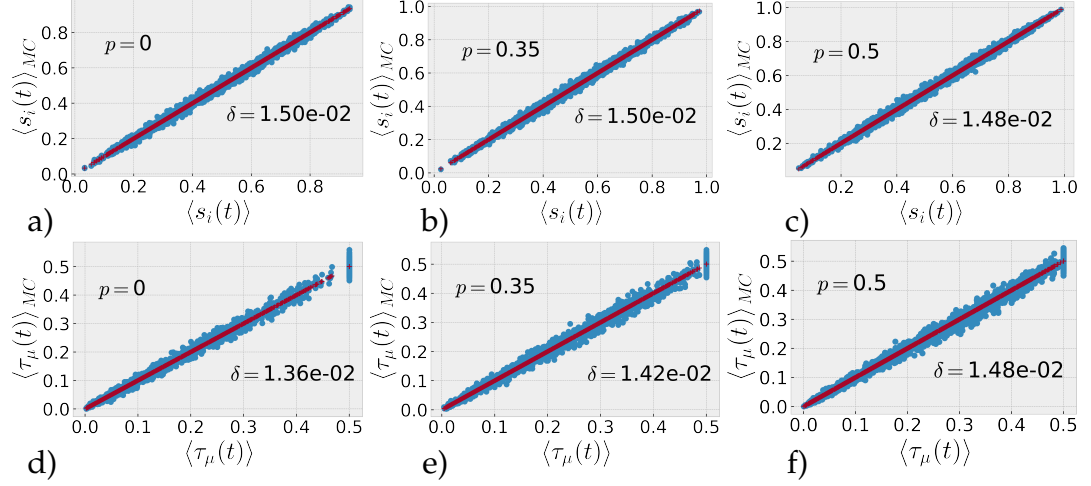 ⟨s_i(t)⟩_MC
0.8
0.6
0.4
0.2
0.0
p = 0
δ = 1.50e-02
0.0 0.2 0.4 0.6 0.8
⟨s_i(t)⟩
a)
⟨s_i(t)⟩_MC
1.0
0.8
0.6
0.4
0.2
0.0
p = 0.35
δ = 1.50e-02
0.0 0.2 0.4 0.6 0.8 1.0
⟨s_i(t)⟩
b)
⟨s_i(t)⟩_MC
1.0
0.8
0.6
0.4
0.2
p = 0.5
δ = 1.48e-02
0.2 0.4 0.6 0.8 1.0
⟨s_i(t)⟩
c)
⟨τ_μ(t)⟩_MC
0.5
0.4
0.3
0.2
0.1
0.0
p = 0
δ = 1.36e-02
0.0 0.1 0.2 0.3 0.4 0.5
⟨τ_μ(t)⟩
d)
⟨τ_μ(t)⟩_MC
0.5
0.4
0.3
0.2
0.1
0.0
p = 0.35
δ = 1.42e-02
0.0 0.1 0.2 0.3 0.4 0.5
⟨τ_μ(t)⟩
e)
⟨τ_μ(t)⟩_MC
0.5
0.4
0.3
0.2
0.1
0.0
p = 0.5
δ = 1.48e-02
0.0 0.1 0.2 0.3 0.4 0.5
⟨τ_μ(t)⟩
f)